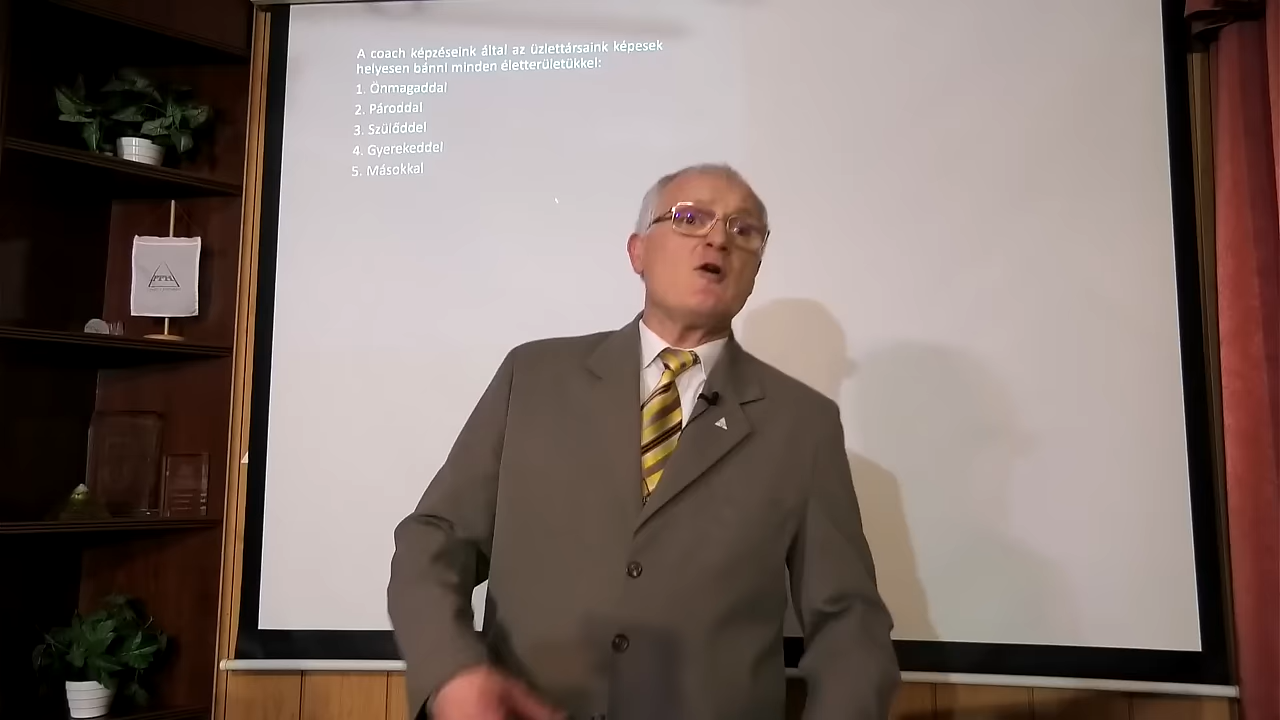 A coach képzéseink által az üzlettársaink képesek
helyesen bánni minden életterületükkel:
1. Önmagaddal
2. Pároddal
3. Szülőddel
4. Gyerekeddel
5. Másokkal